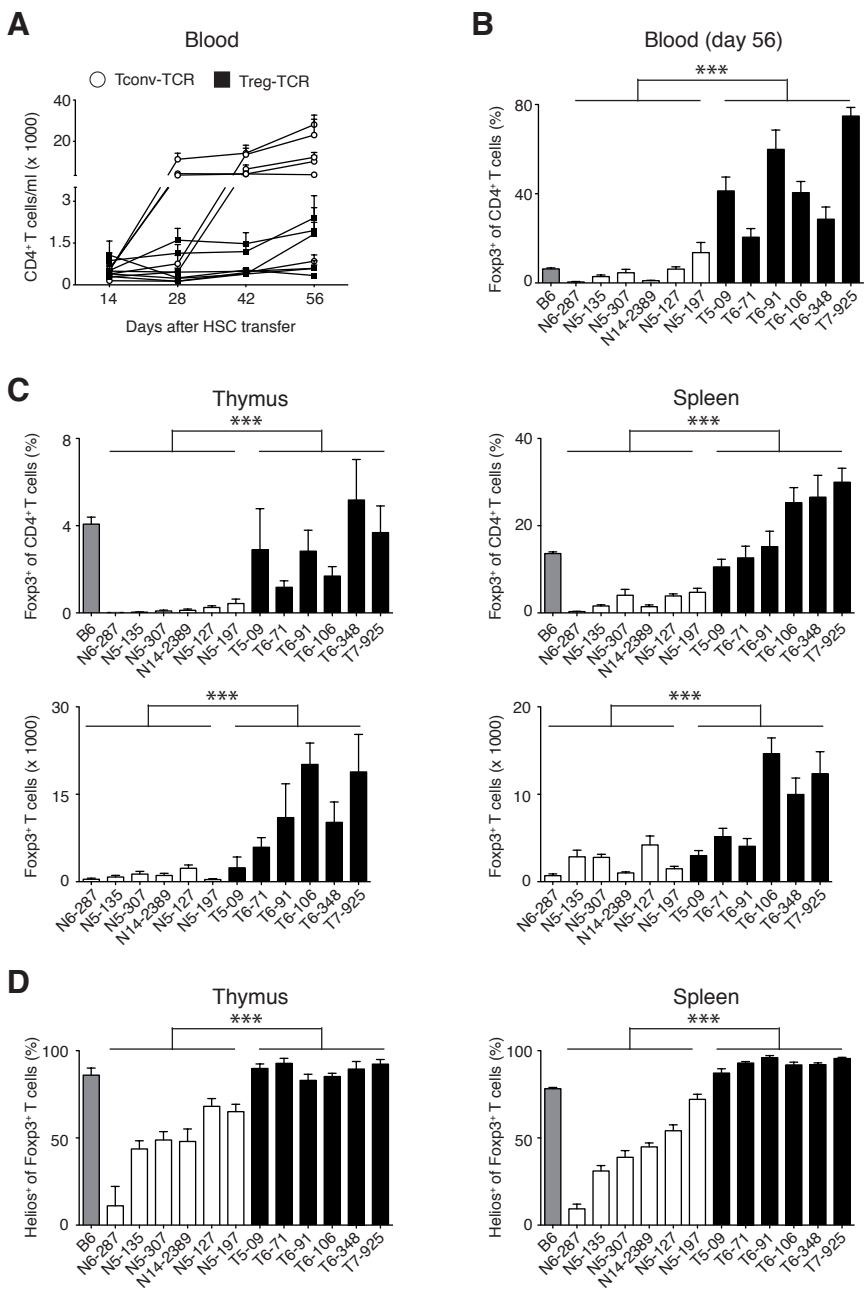 A
Blood
Tconv-TCR
Treg-TCR
CD4⁺ T cells/ml (x 1000)
40
20
3
1.5
0
14 28 42 56
Days after HSC transfer
B
Blood (day 56)
***
Foxp3⁺ of CD4⁺ T cells (%)
80
40
0
B6 N6-287 N5-135 N5-307 N14-2389 N5-127 N5-197 T5-09 T6-71 T6-91 T6-106 T6-348 T7-925
C
Thymus
***
Foxp3⁺ of CD4⁺ T cells (%)
8
4
0
B6 N6-287 N5-135 N5-307 N14-2389 N5-127 N5-197 T5-09 T6-71 T6-91 T6-106 T6-348 T7-925
Spleen
***
Foxp3⁺ of CD4⁺ T cells (%)
40
20
0
B6 N6-287 N5-135 N5-307 N14-2389 N5-127 N5-197 T5-09 T6-71 T6-91 T6-106 T6-348 T7-925
***
Foxp3⁺ T cells (x 1000)
30
15
0
N6-287 N5-135 N5-307 N14-2389 N5-127 N5-197 T5-09 T6-71 T6-91 T6-106 T6-348 T7-925
***
Foxp3⁺ T cells (x 1000)
20
10
0
N6-287 N5-135 N5-307 N14-2389 N5-127 N5-197 T5-09 T6-71 T6-91 T6-106 T6-348 T7-925
D
Thymus
***
Helios⁺ of Foxp3⁺ T cells (%)
100
50
0
B6 N6-287 N5-135 N5-307 N14-2389 N5-127 N5-197 T5-09 T6-71 T6-91 T6-106 T6-348 T7-925
Spleen
***
Helios⁺ of Foxp3⁺ T cells (%)
100
50
0
B6 N6-287 N5-135 N5-307 N14-2389 N5-127 N5-197 T5-09 T6-71 T6-91 T6-106 T6-348 T7-925